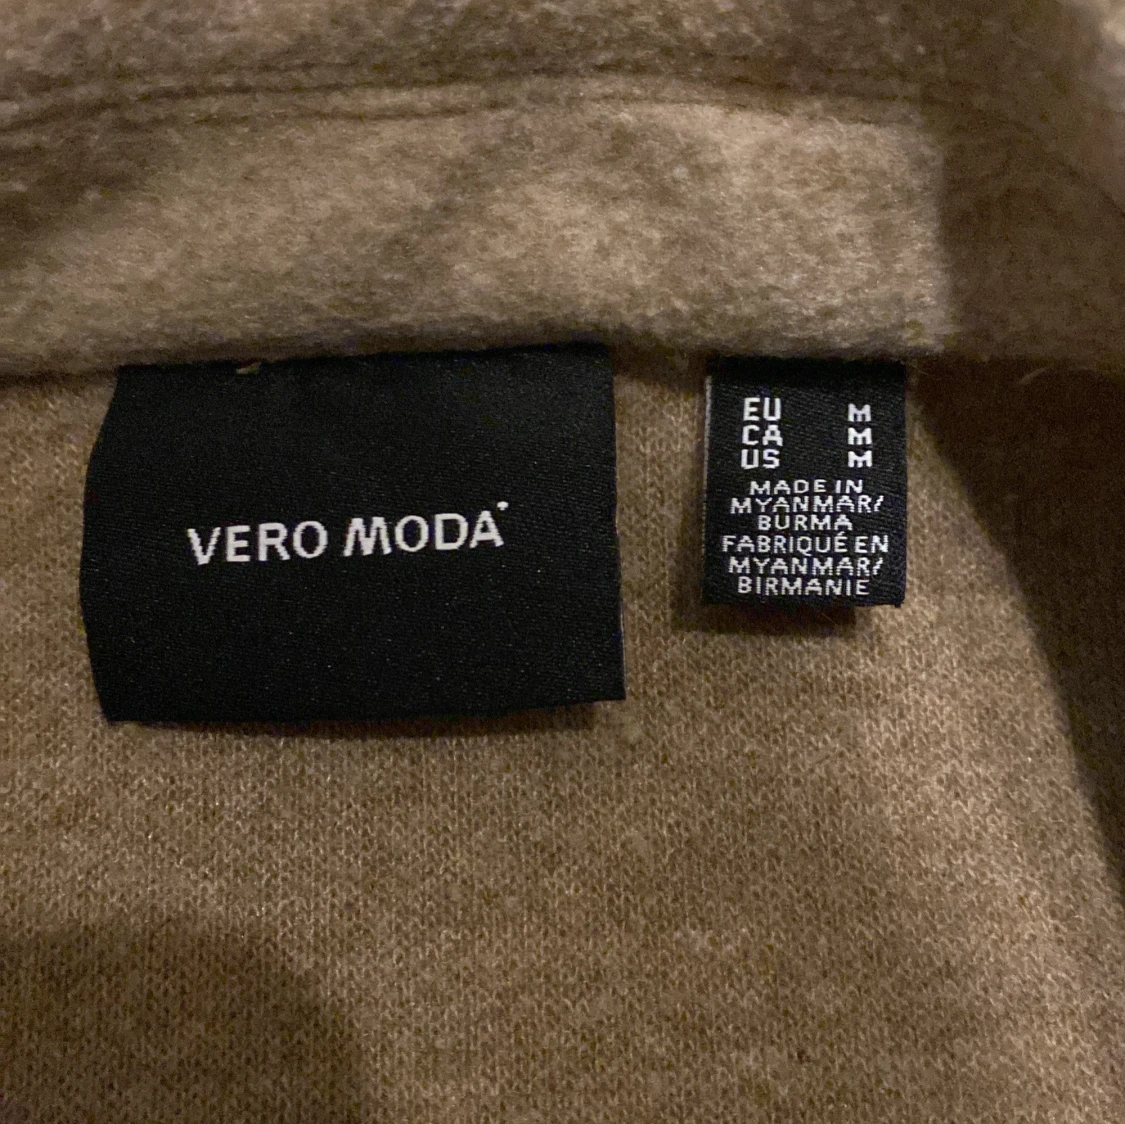 VERO MODA
EU M
CA M
US M
MADE IN
MYANMAR/
BURMA
FABRIQUÉ EN
MYANMAR/
BIRMANIE